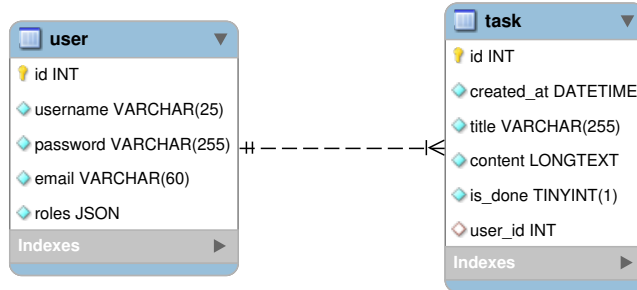 user
id INT
username VARCHAR(25)
password VARCHAR(255)
email VARCHAR(60)
roles JSON
Indexes
task
id INT
created_at DATETIME
title VARCHAR(255)
content LONGTEXT
is_done TINYINT(1)
user_id INT
Indexes